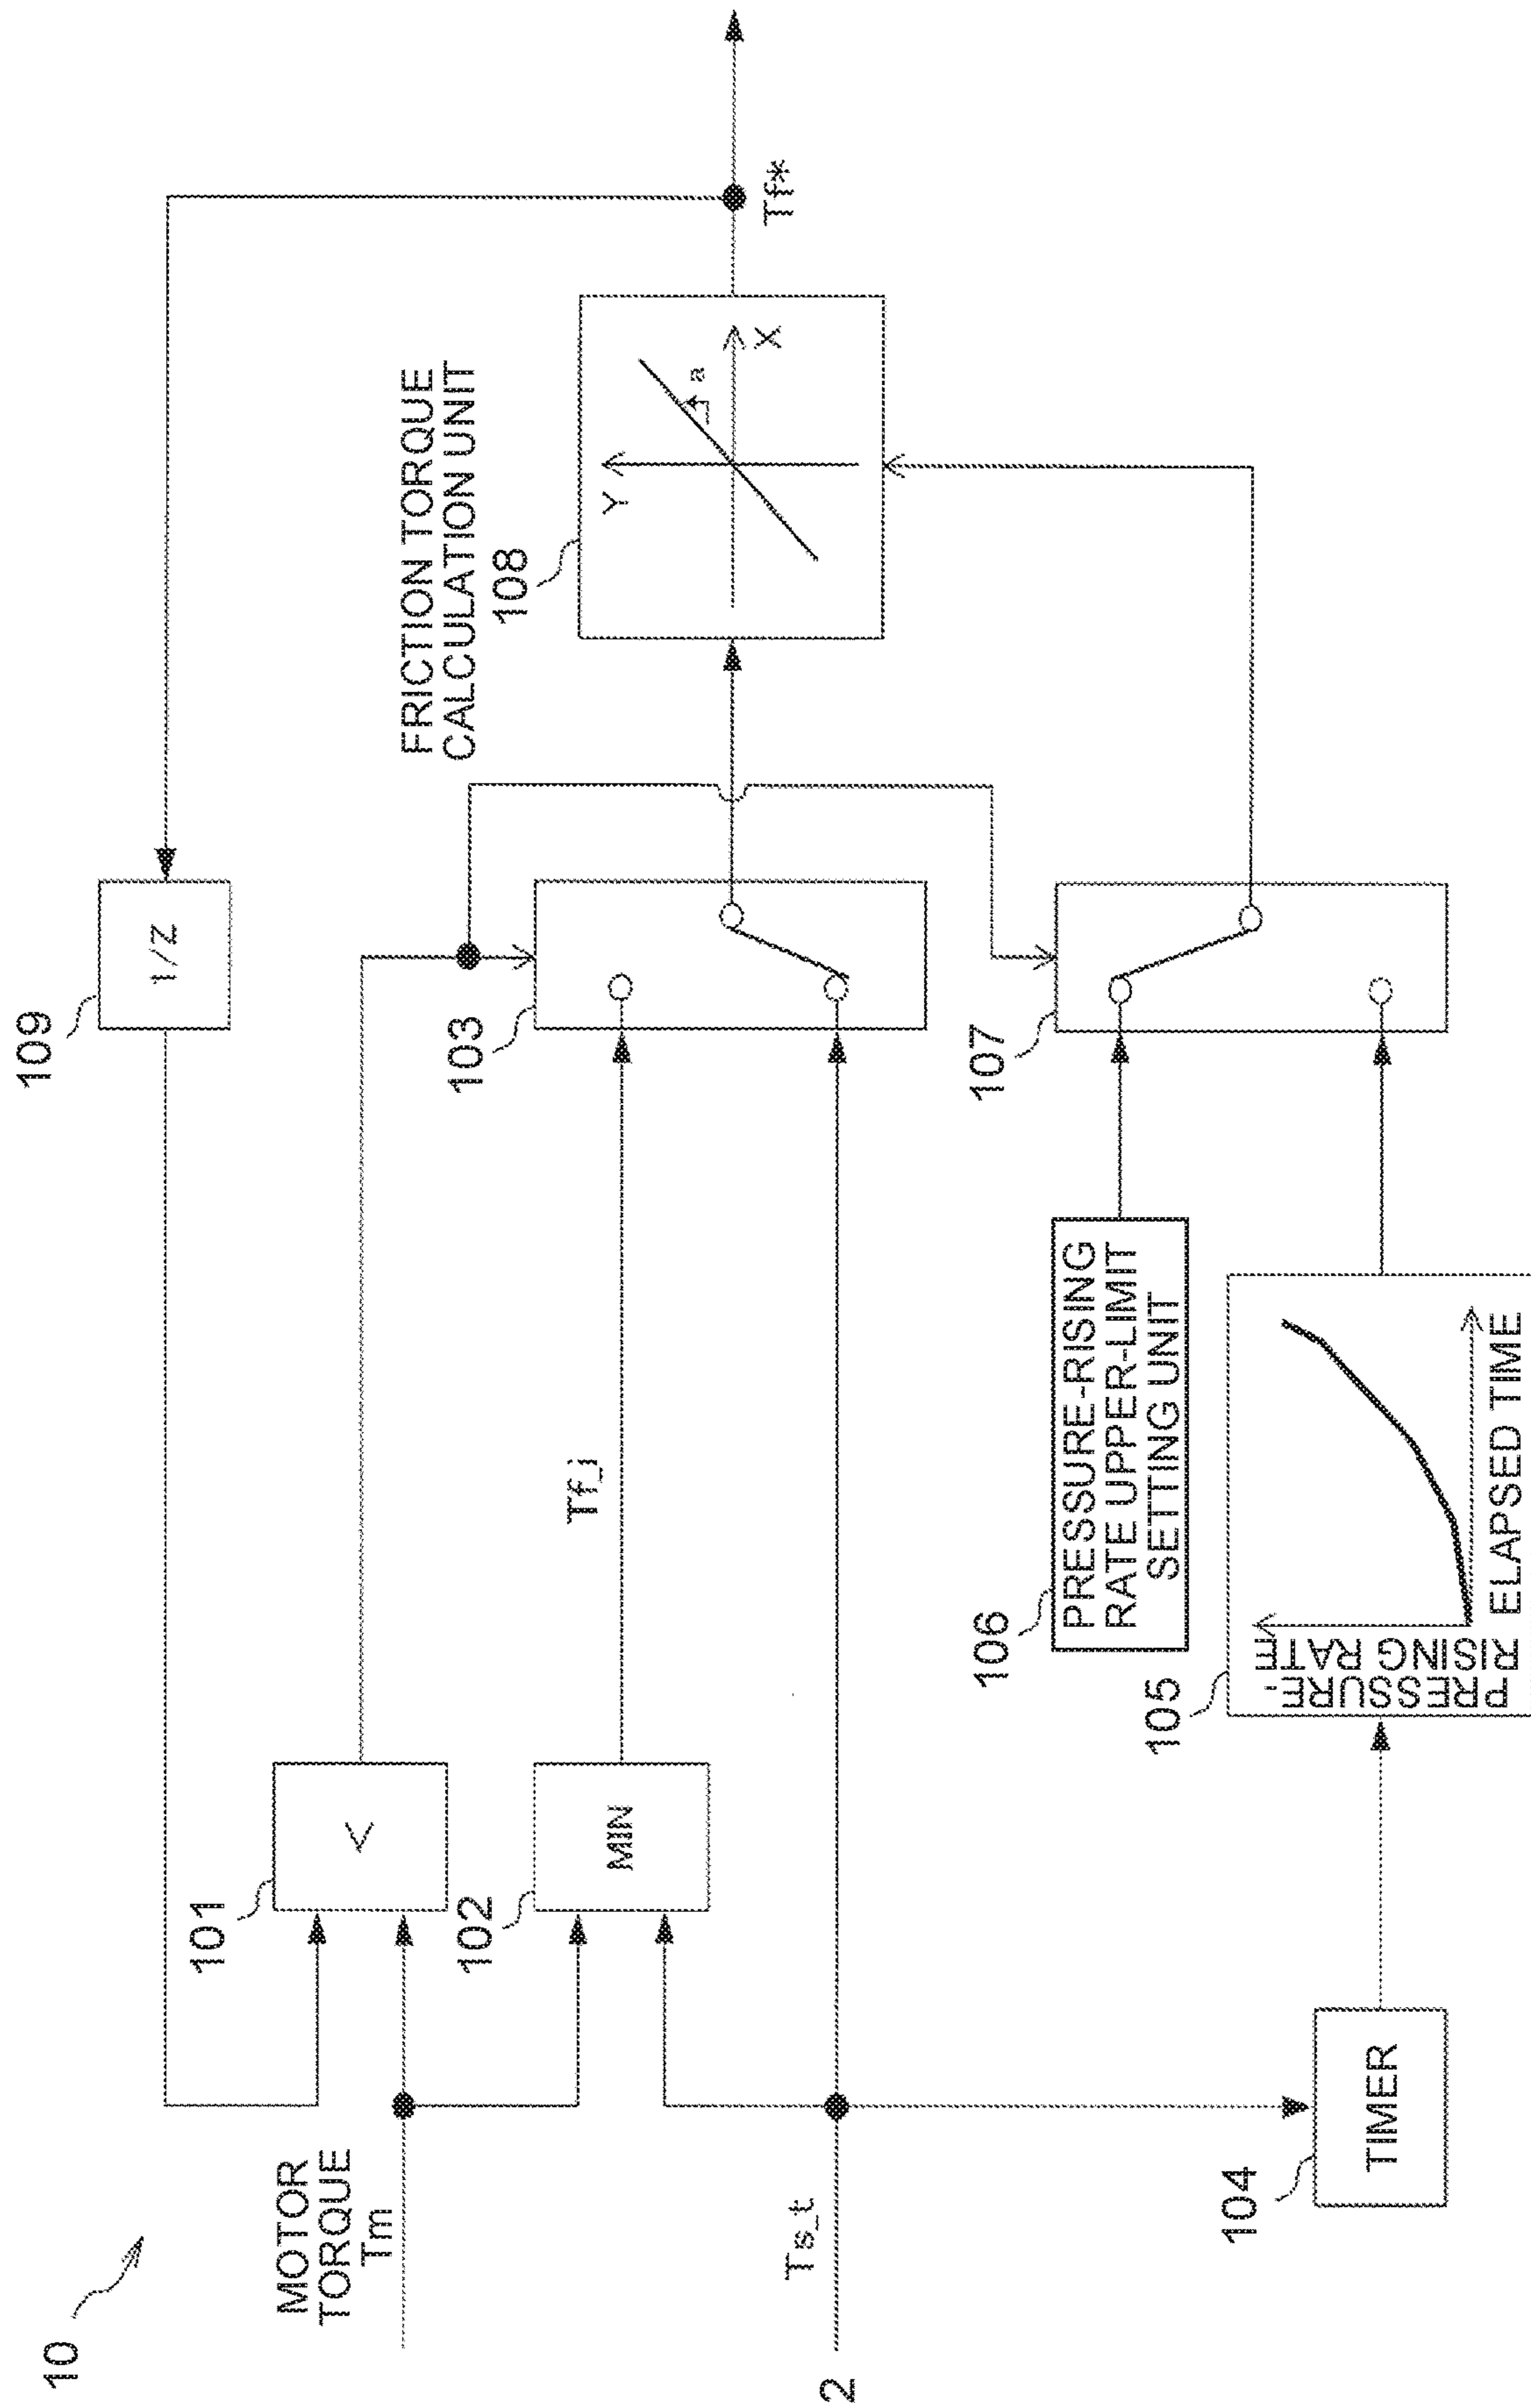 10
109
1/Z
MOTOR
TORQUE
Tm
101
<
102
MIN
Tf_j
103
FRICTION TORQUE
CALCULATION UNIT
108
Y
X
a
Tf*
2
Ts_t
104
TIMER
105
PRESSURE-
RISING RATE
ELAPSED TIME
106
PRESSURE-RISING
RATE UPPER-LIMIT
SETTING UNIT
107